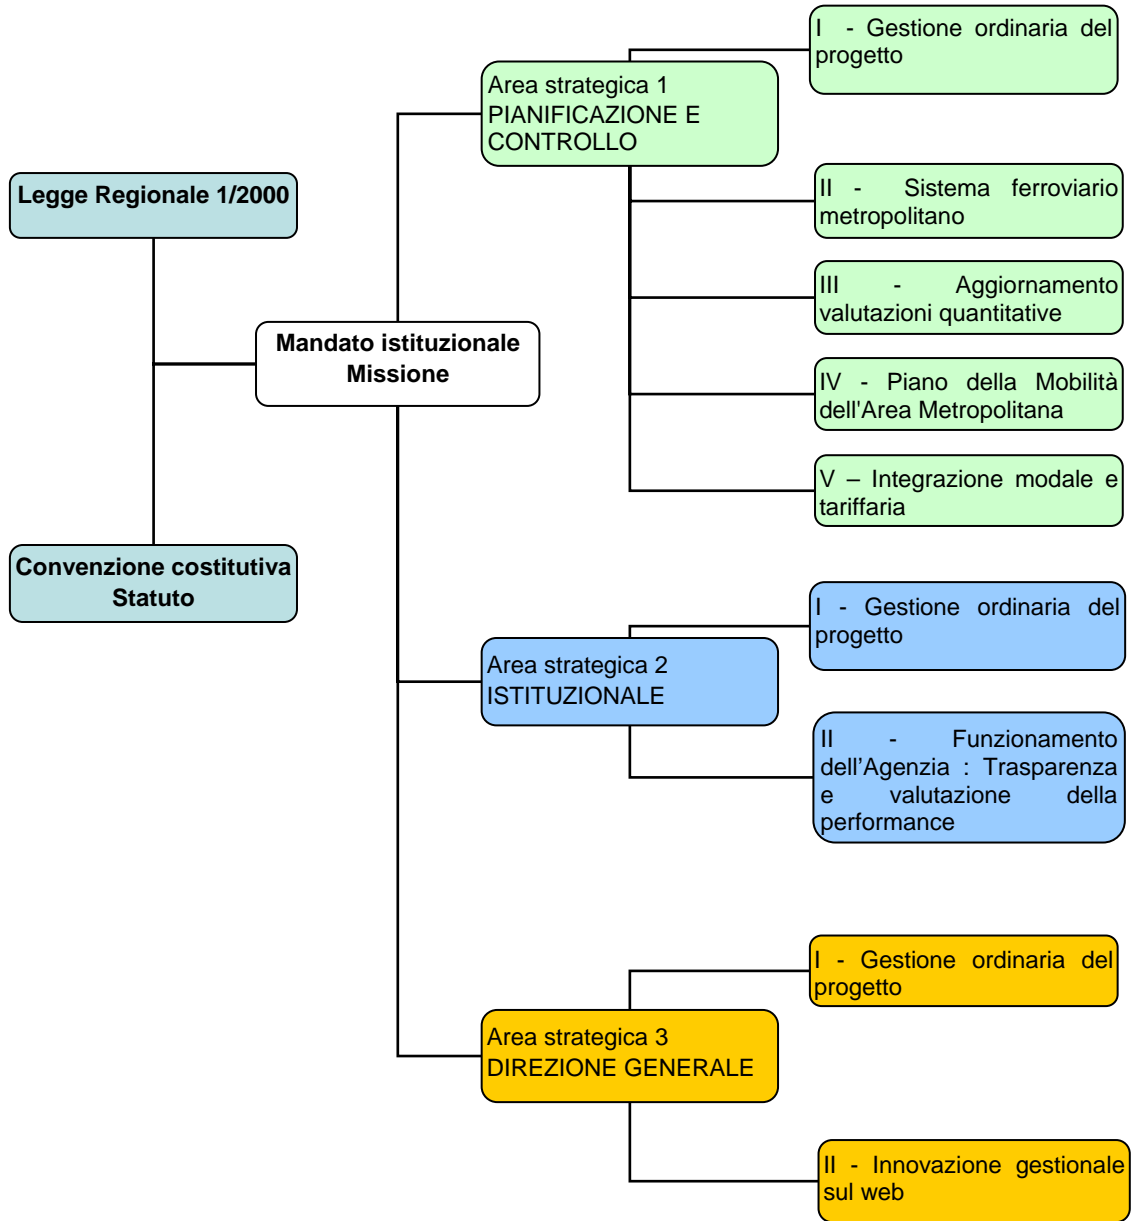 Legge Regionale 1/2000
Convenzione costitutiva
Statuto
Mandato istituzionale
Missione
Area strategica 1
PIANIFICAZIONE E
CONTROLLO
I - Gestione ordinaria del
progetto
II - Sistema ferroviario
metropolitano
III - Aggiornamento
valutazioni quantitative
IV - Piano della Mobilità
dell'Area Metropolitana
V – Integrazione modale e
tariffaria
Area strategica 2
ISTITUZIONALE
I - Gestione ordinaria del
progetto
II - Funzionamento
dell’Agenzia : Trasparenza
e valutazione della
performance
Area strategica 3
DIREZIONE GENERALE
I - Gestione ordinaria del
progetto
II - Innovazione gestionale
sul web